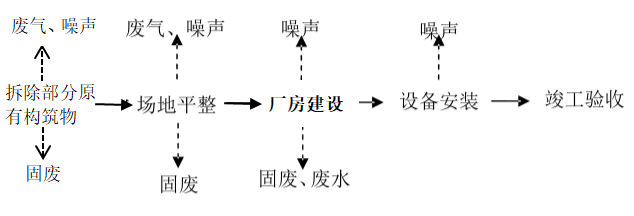 废气、噪声
废气、噪声
噪声
噪声
拆除部分原
有构筑物
场地平整
厂房建设
设备安装
竣工验收
固废
固废
固废、废水